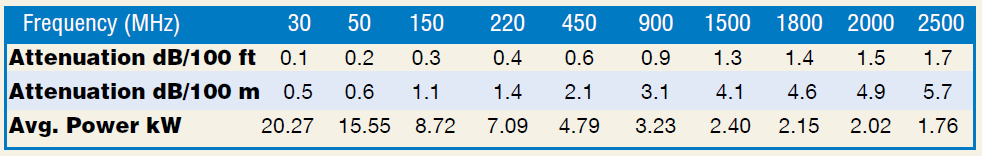 Frequency (MHz) 30 50 150 220 450 900 1500 1800 2000 2500
Attenuation dB/100 ft 0.1 0.2 0.3 0.4 0.6 0.9 1.3 1.4 1.5 1.7
Attenuation dB/100 m 0.5 0.6 1.1 1.4 2.1 3.1 4.1 4.6 4.9 5.7
Avg. Power kW 20.27 15.55 8.72 7.09 4.79 3.23 2.40 2.15 2.02 1.76